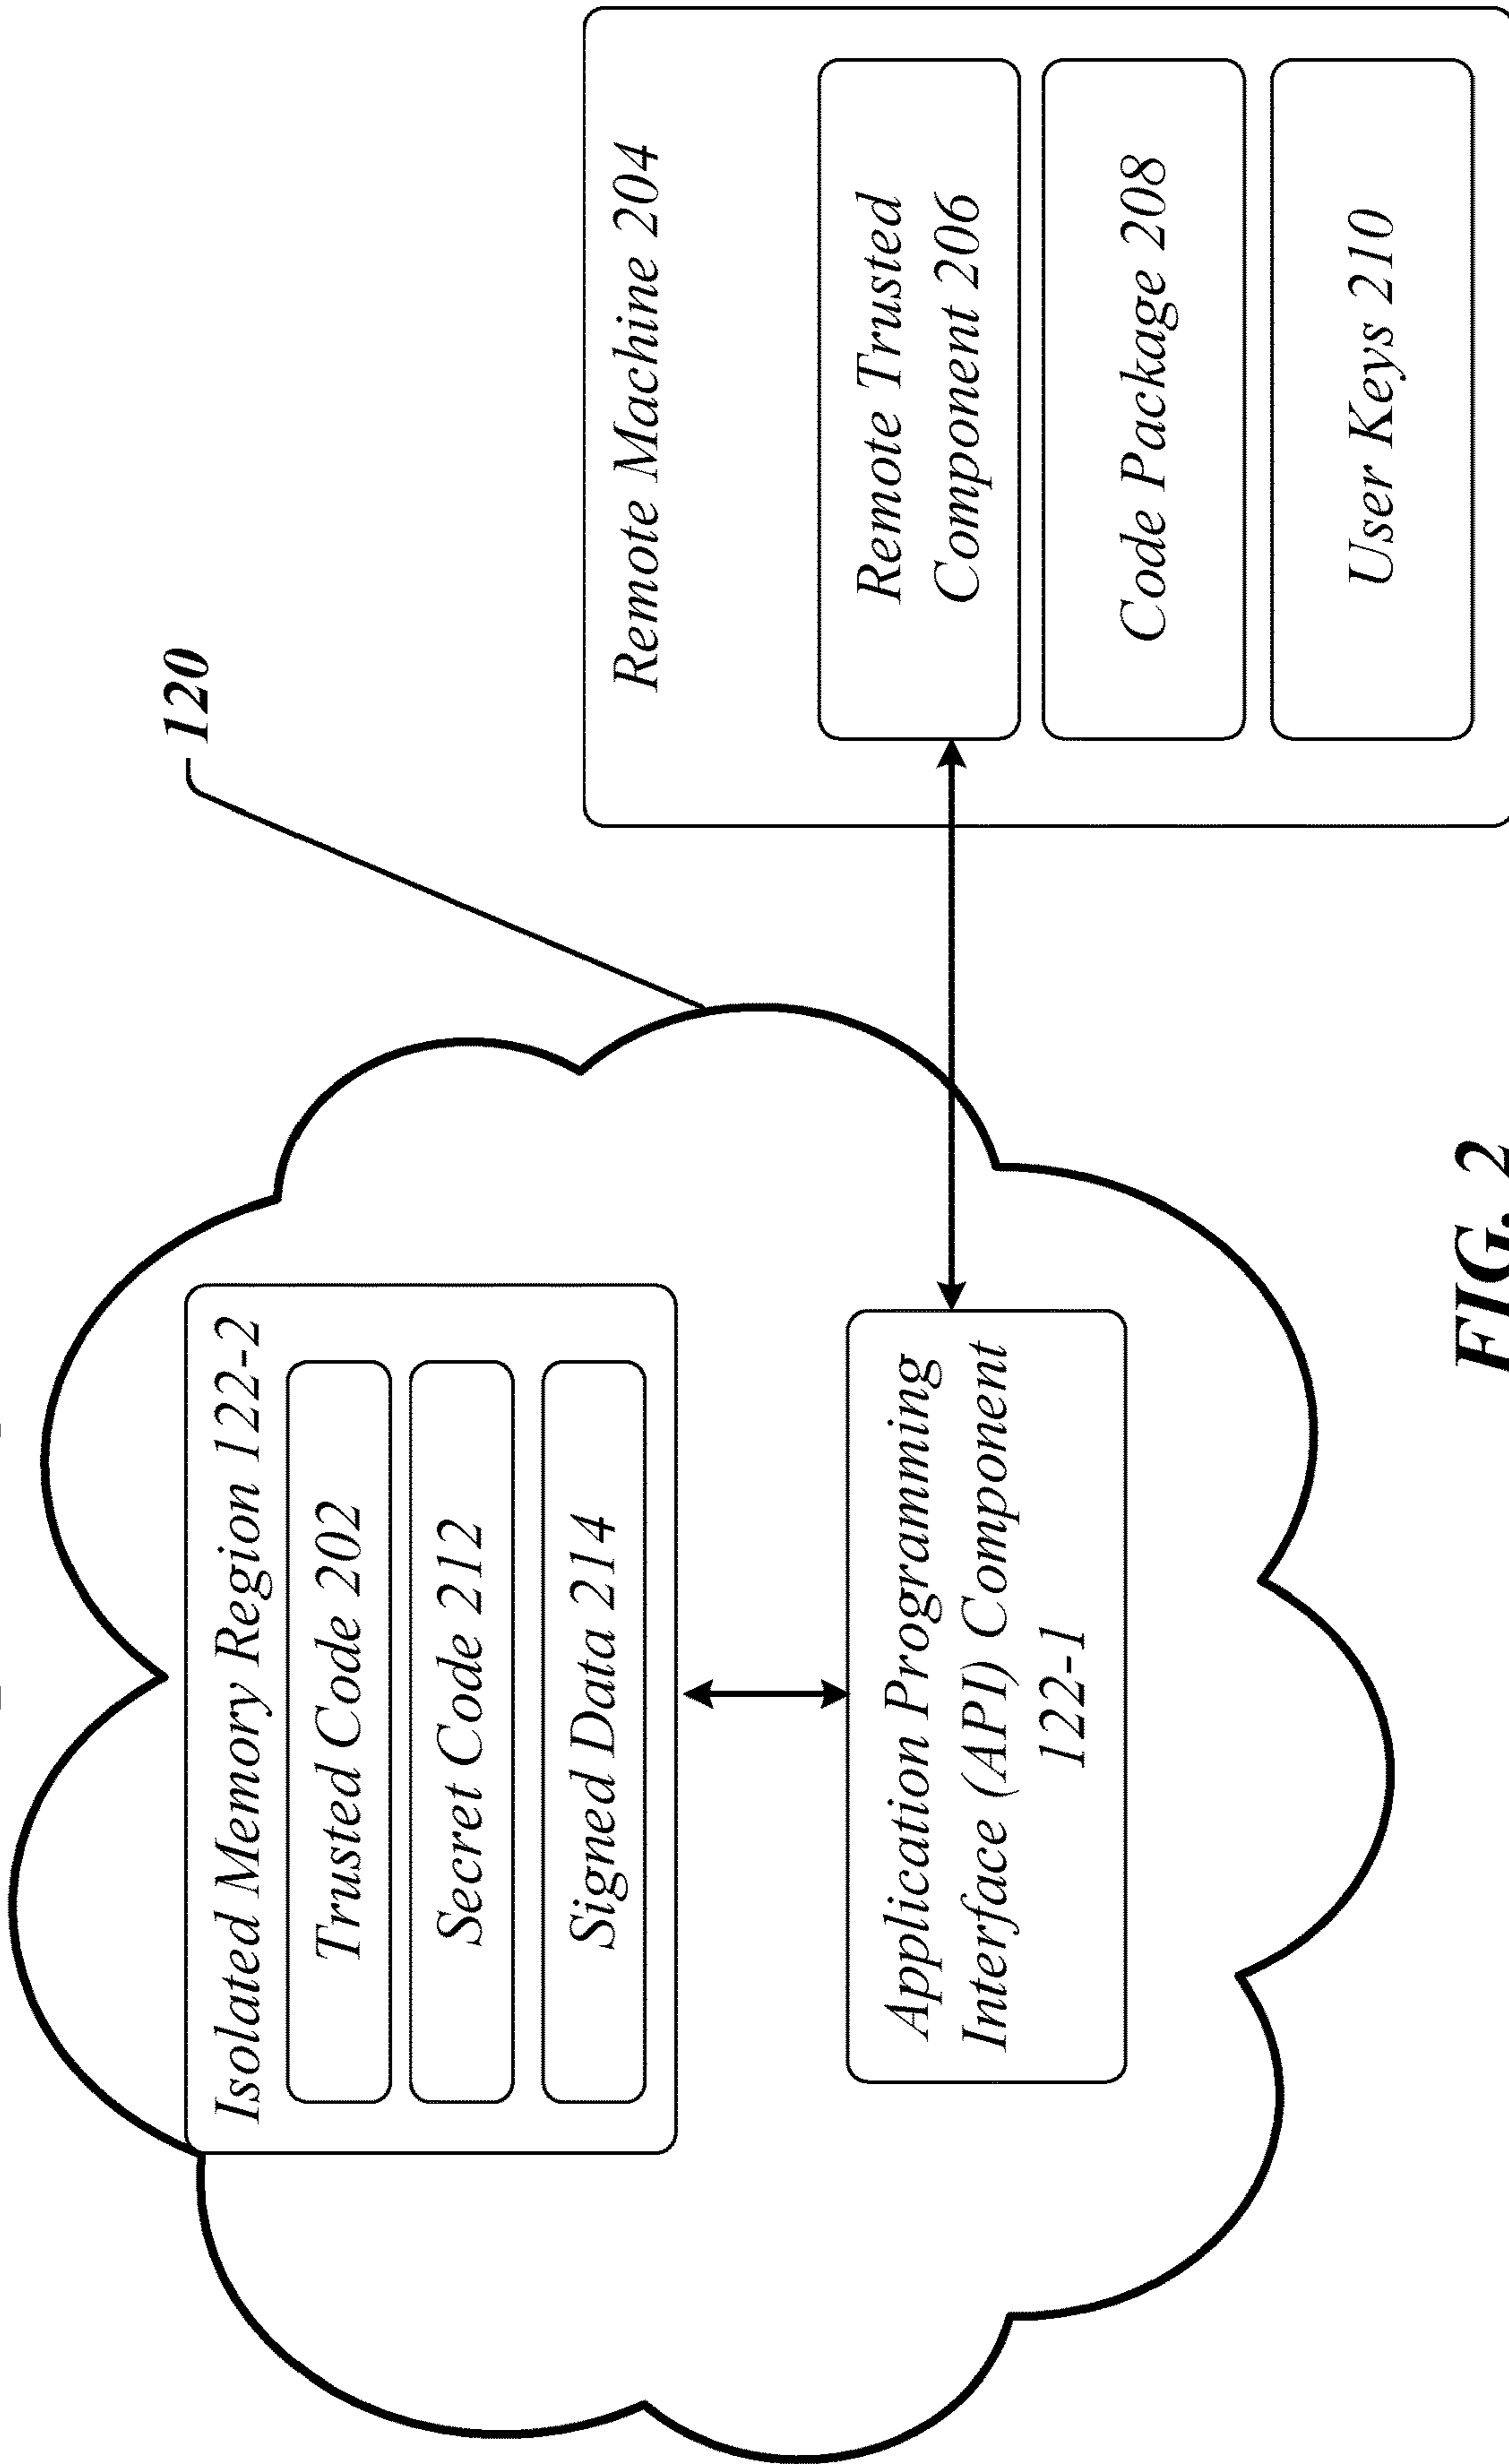 120
Isolated Memory Region 122-2
Trusted Code 202
Secret Code 212
Signed Data 214
Application Programming
Interface (API) Component
122-1
Remote Machine 204
Remote Trusted
Component 206
Code Package 208
User Keys 210
FIG. 2